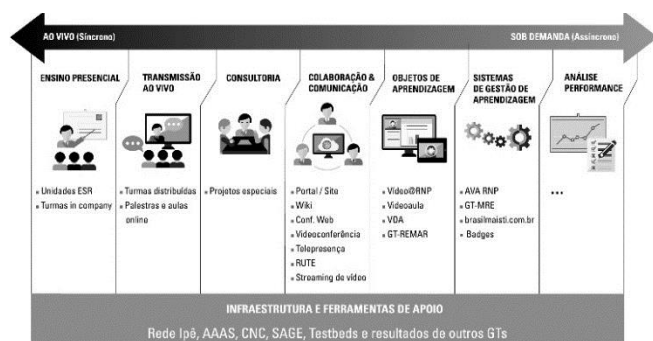 AO VIVO (Síncrono)
SOB DEMANDA (Assíncrono)
ENSINO PRESENCIAL
▪ Unidades ESR
▪ Turmas in company
TRANSMISSÃO
AO VIVO
▪ Turmas distribuídas
▪ Palestras e aulas
online
CONSULTORIA
▪ Projetos especiais
COLABORAÇÃO &
COMUNICAÇÃO
▪ Portal / Site
▪ Wiki
▪ Conf. Web
▪ Videoconferência
▪ Telepresença
▪ RUTE
▪ Streaming de vídeo
OBJETOS DE
APRENDIZAGEM
▪ Video@RNP
▪ Videoaula
▪ VDA
▪ GT-REMAR
SISTEMAS
DE GESTÃO DE
APRENDIZAGEM
▪ AVA RNP
▪ GT-MRE
▪ brasilmaisti.com.br
▪ Badges
ANÁLISE
PERFORMANCE
...
INFRAESTRUTURA E FERRAMENTAS DE APOIO
Rede Ipê, AAAS, CNC, SAGE, Testbeds e resultados de outros GTs